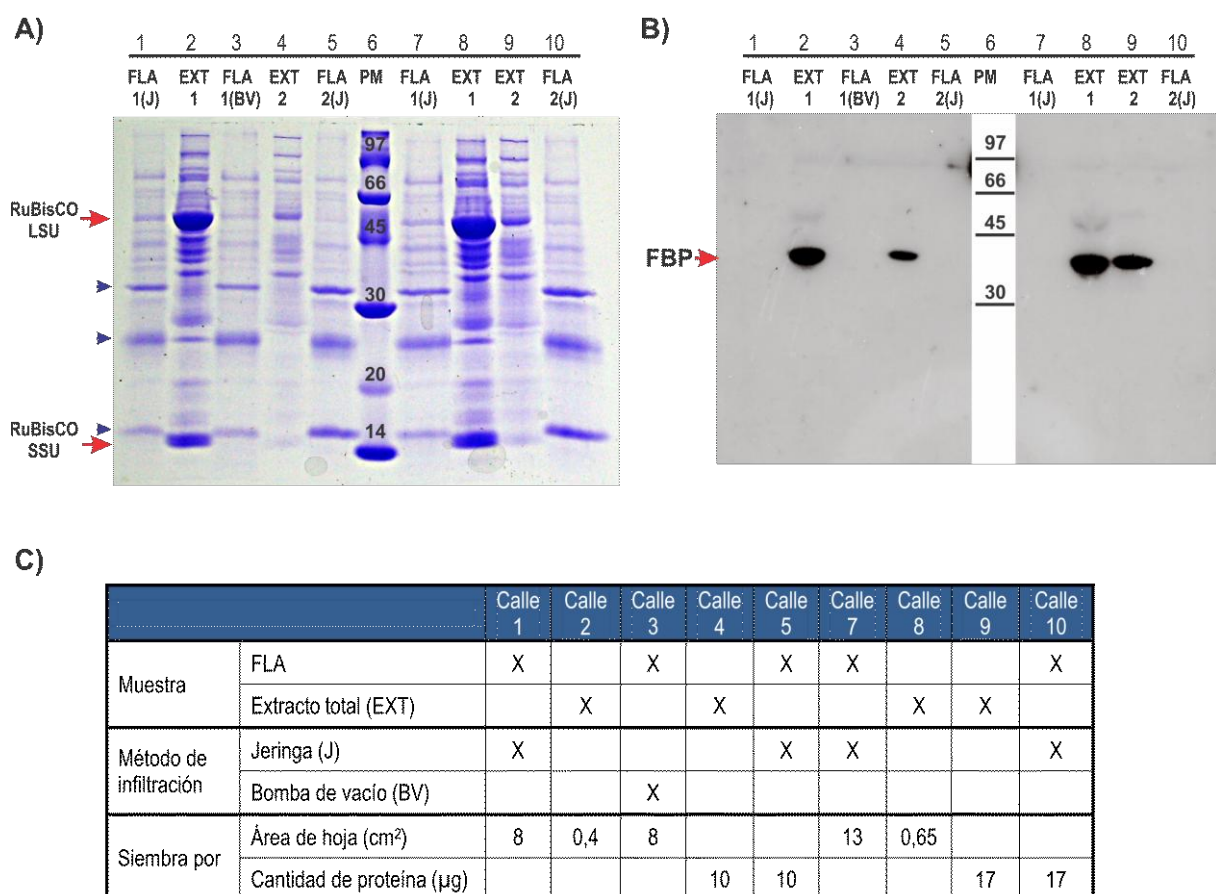 A)
1 2 3 4 5 6 7 8 9 10
FLA EXT FLA EXT FLA PM FLA EXT EXT FLA
1(J) 1 1(BV) 2 2(J) 1(J) 1 2 2(J)
97
66
RuBisCO
LSU
45
30
20
RuBisCO
SSU
14
B)
1 2 3 4 5 6 7 8 9 10
FLA EXT FLA EXT FLA PM FLA EXT EXT FLA
1(J) 1 1(BV) 2 2(J) 1(J) 1 2 2(J)
97
66
45
FBP
30
C)
Calle Calle Calle Calle Calle Calle Calle Calle Calle
1 2 3 4 5 7 8 9 10
Muestra
FLA X X X X X
Extracto total (EXT) X X X X
Método de
infiltración
Jeringa (J) X X X X
Bomba de vacío (BV) X
Siembra por
Área de hoja (cm²) 8 0,4 8 13 0,65
Cantidad de proteína (µg) 10 10 17 17